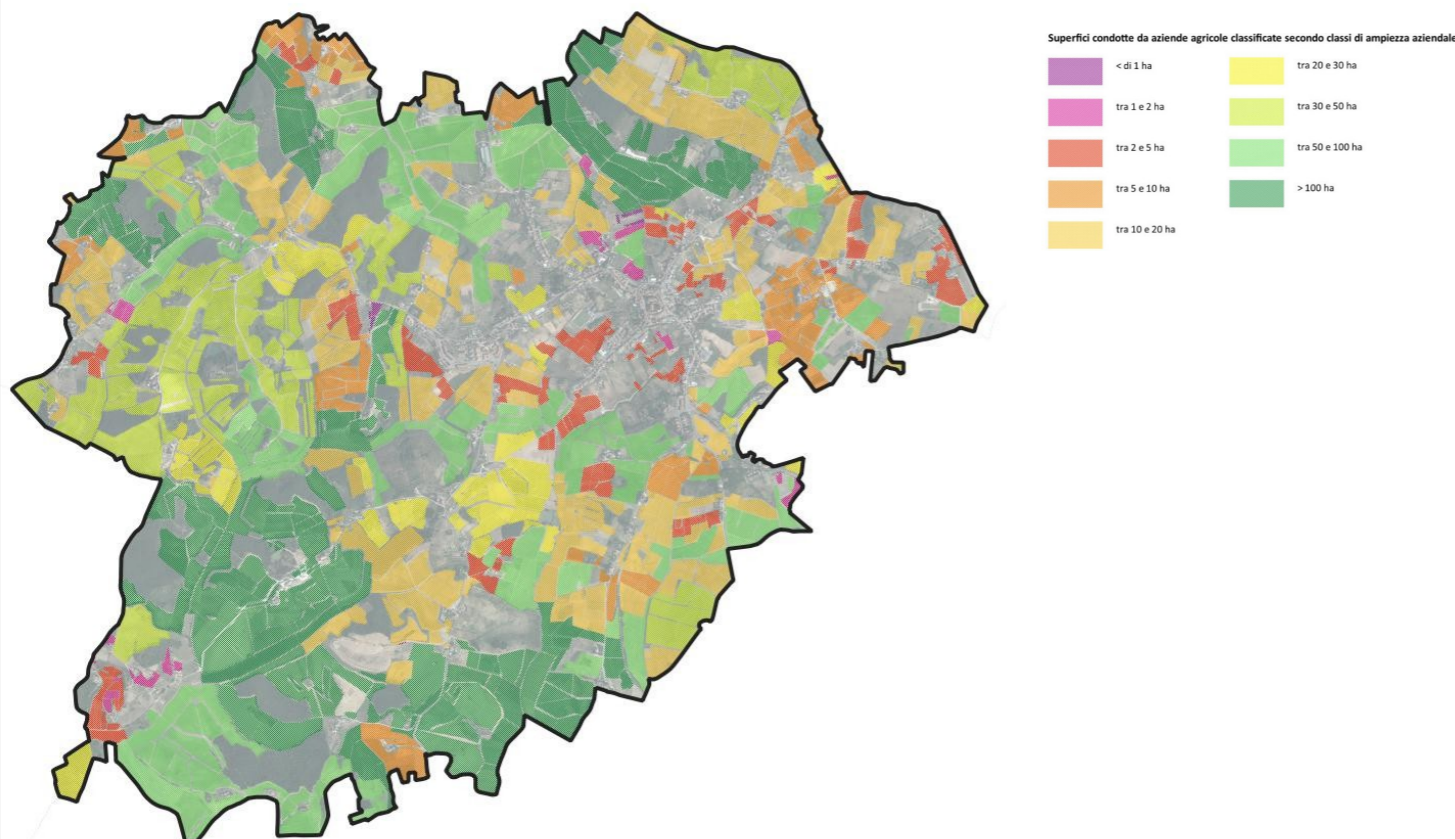 Superfici condotte da aziende agricole classificate secondo classi di ampiezza aziendale
< di 1 ha
tra 1 e 2 ha
tra 2 e 5 ha
tra 5 e 10 ha
tra 10 e 20 ha
tra 20 e 30 ha
tra 30 e 50 ha
tra 50 e 100 ha
> 100 ha